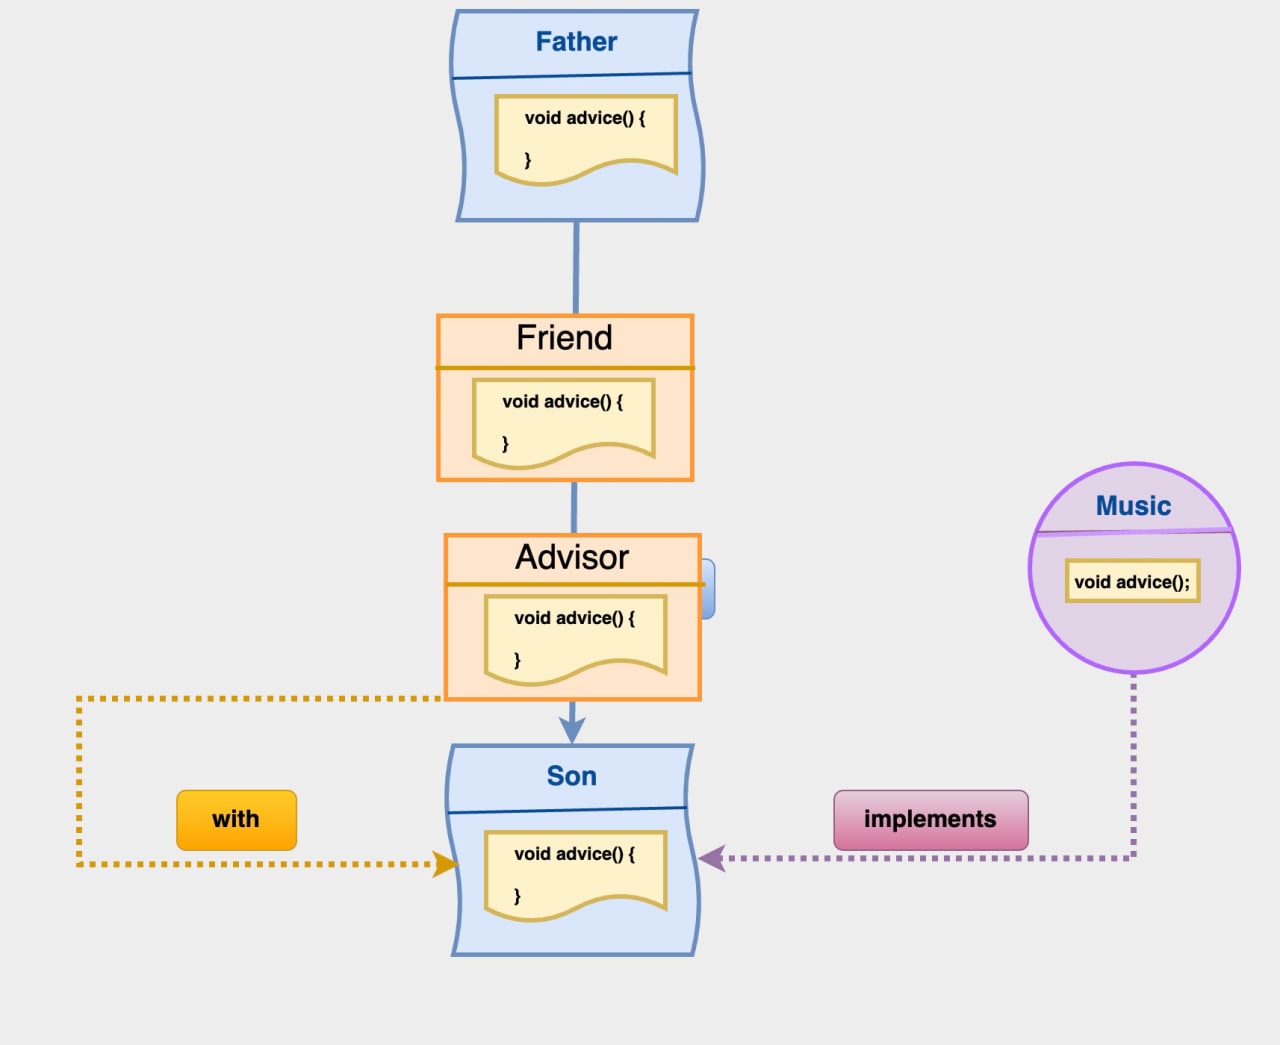 Father
void advice() {
}
Friend
void advice() {
}
Advisor
void advice() {
}
Music
void advice();
Son
void advice() {
}
with
implements